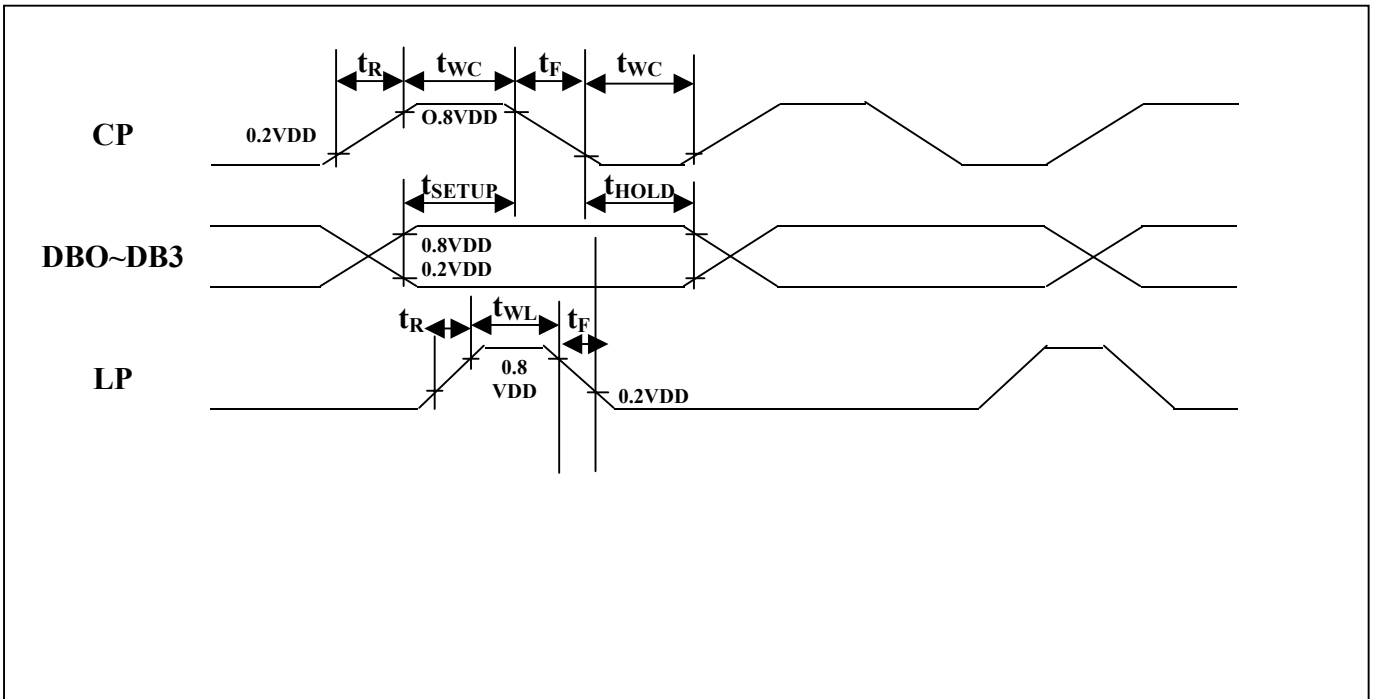 tR tWC tF tWC
CP 0.2VDD O.8VDD
tSETUP tHOLD
DBO~DB3 0.8VDD
0.2VDD
tR tWL tF
LP 0.8
VDD 0.2VDD